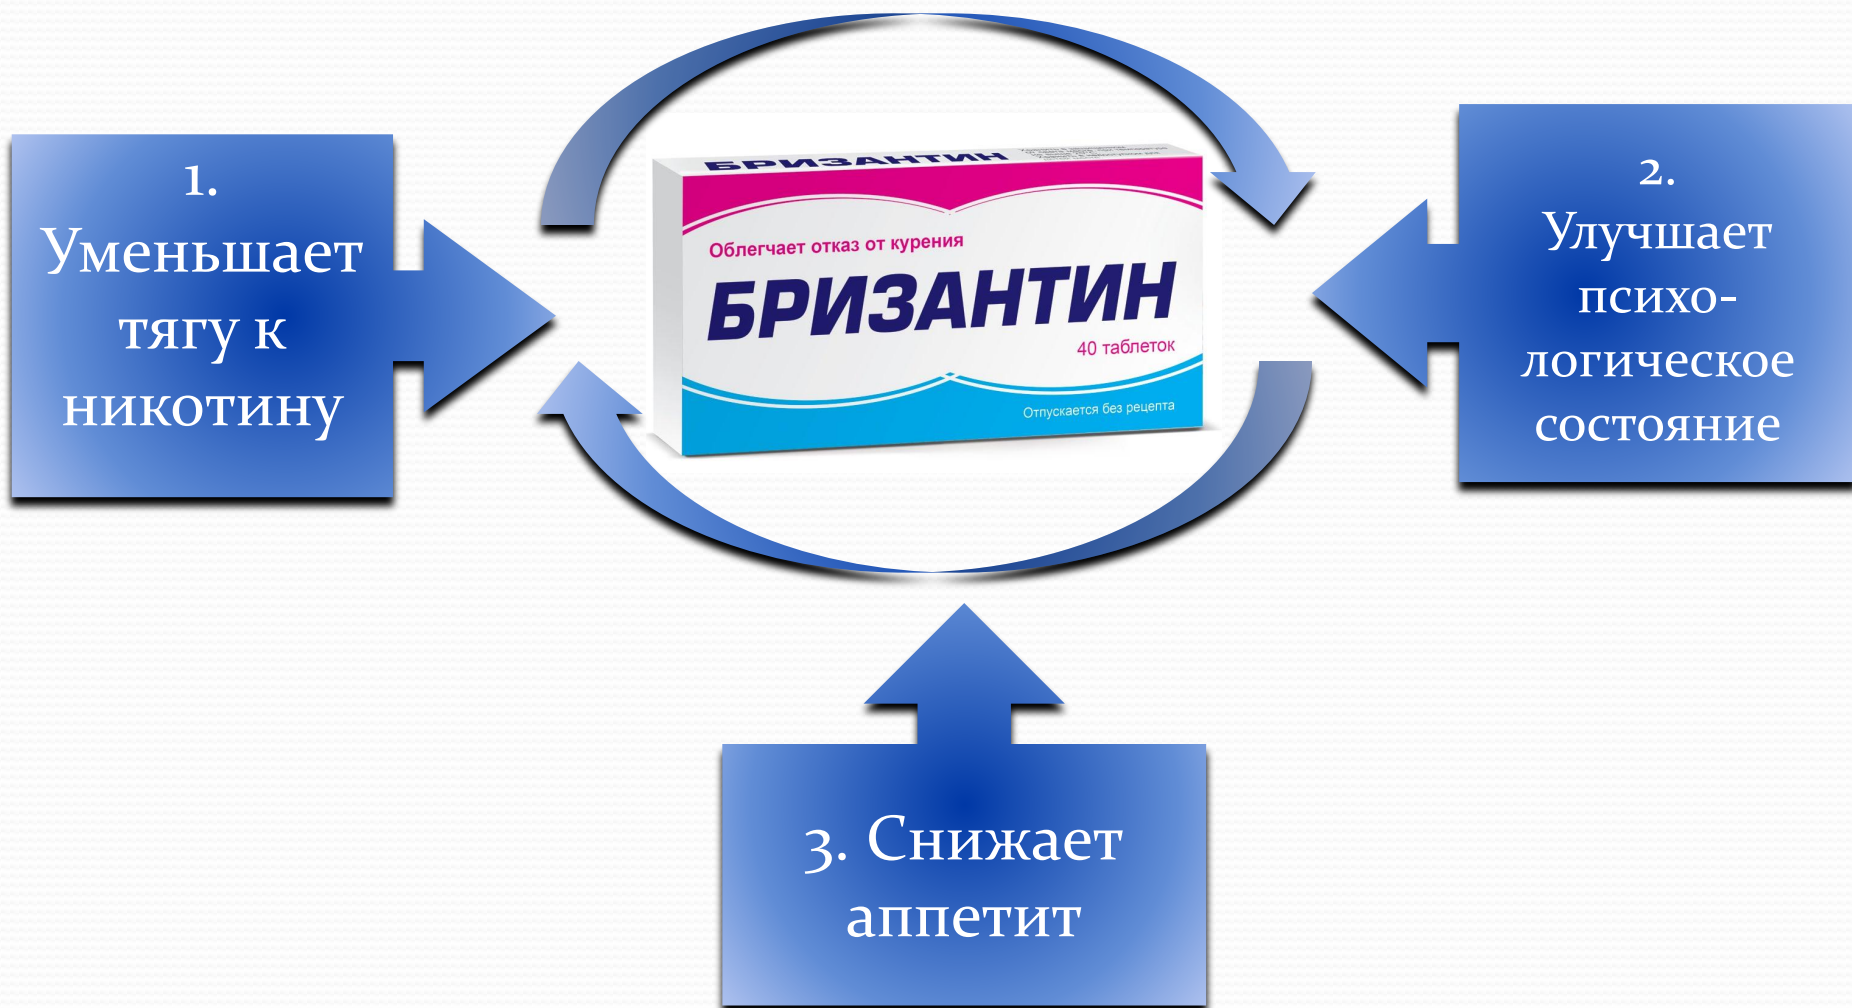 1.
Уменьшает
тягу к
никотину
БРИЗАНТИН
Облегчает отказ от курения
БРИЗАНТИН
40 таблеток
Отпускается без рецепта
2.
Улучшает
психо-
логическое
состояние
3. Снижает
аппетит